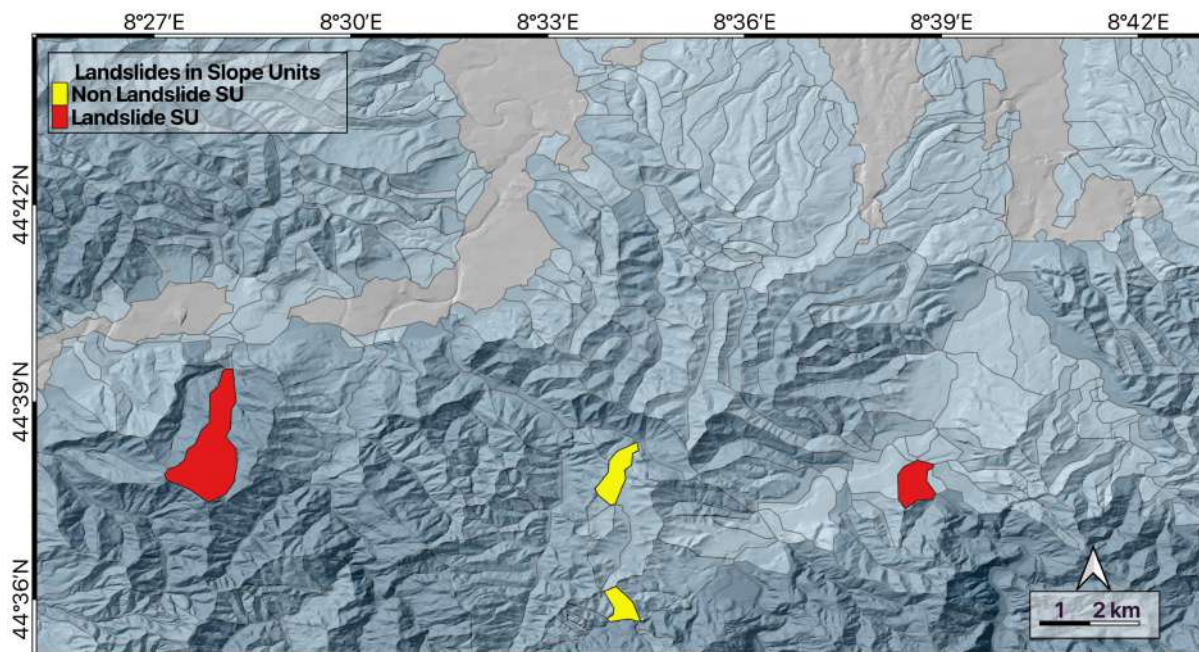 8°27′E 8°30′E 8°33′E 8°36′E 8°39′E 8°42′E
Landslides in Slope Units
Non Landslide SU
Landslide SU
44°42′N
44°39′N
44°36′N
1 2 km